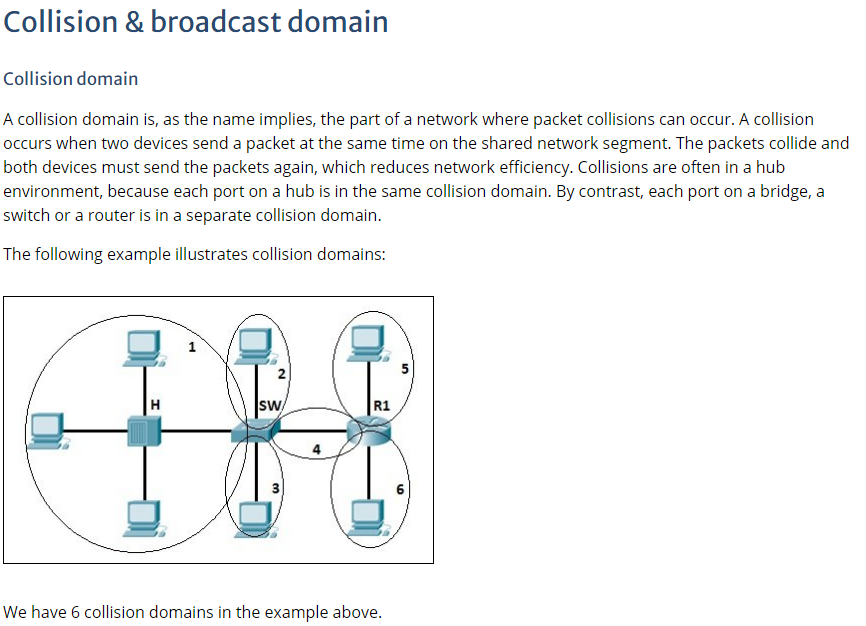 Collision & broadcast domain
Collision domain
A collision domain is, as the name implies, the part of a network where packet collisions can occur. A collision
occurs when two devices send a packet at the same time on the shared network segment. The packets collide and
both devices must send the packets again, which reduces network efficiency. Collisions are often in a hub
environment, because each port on a hub is in the same collision domain. By contrast, each port on a bridge, a
switch or a router is in a separate collision domain.
The following example illustrates collision domains:
1
2
5
H
SW
R1
4
3
6
We have 6 collision domains in the example above.